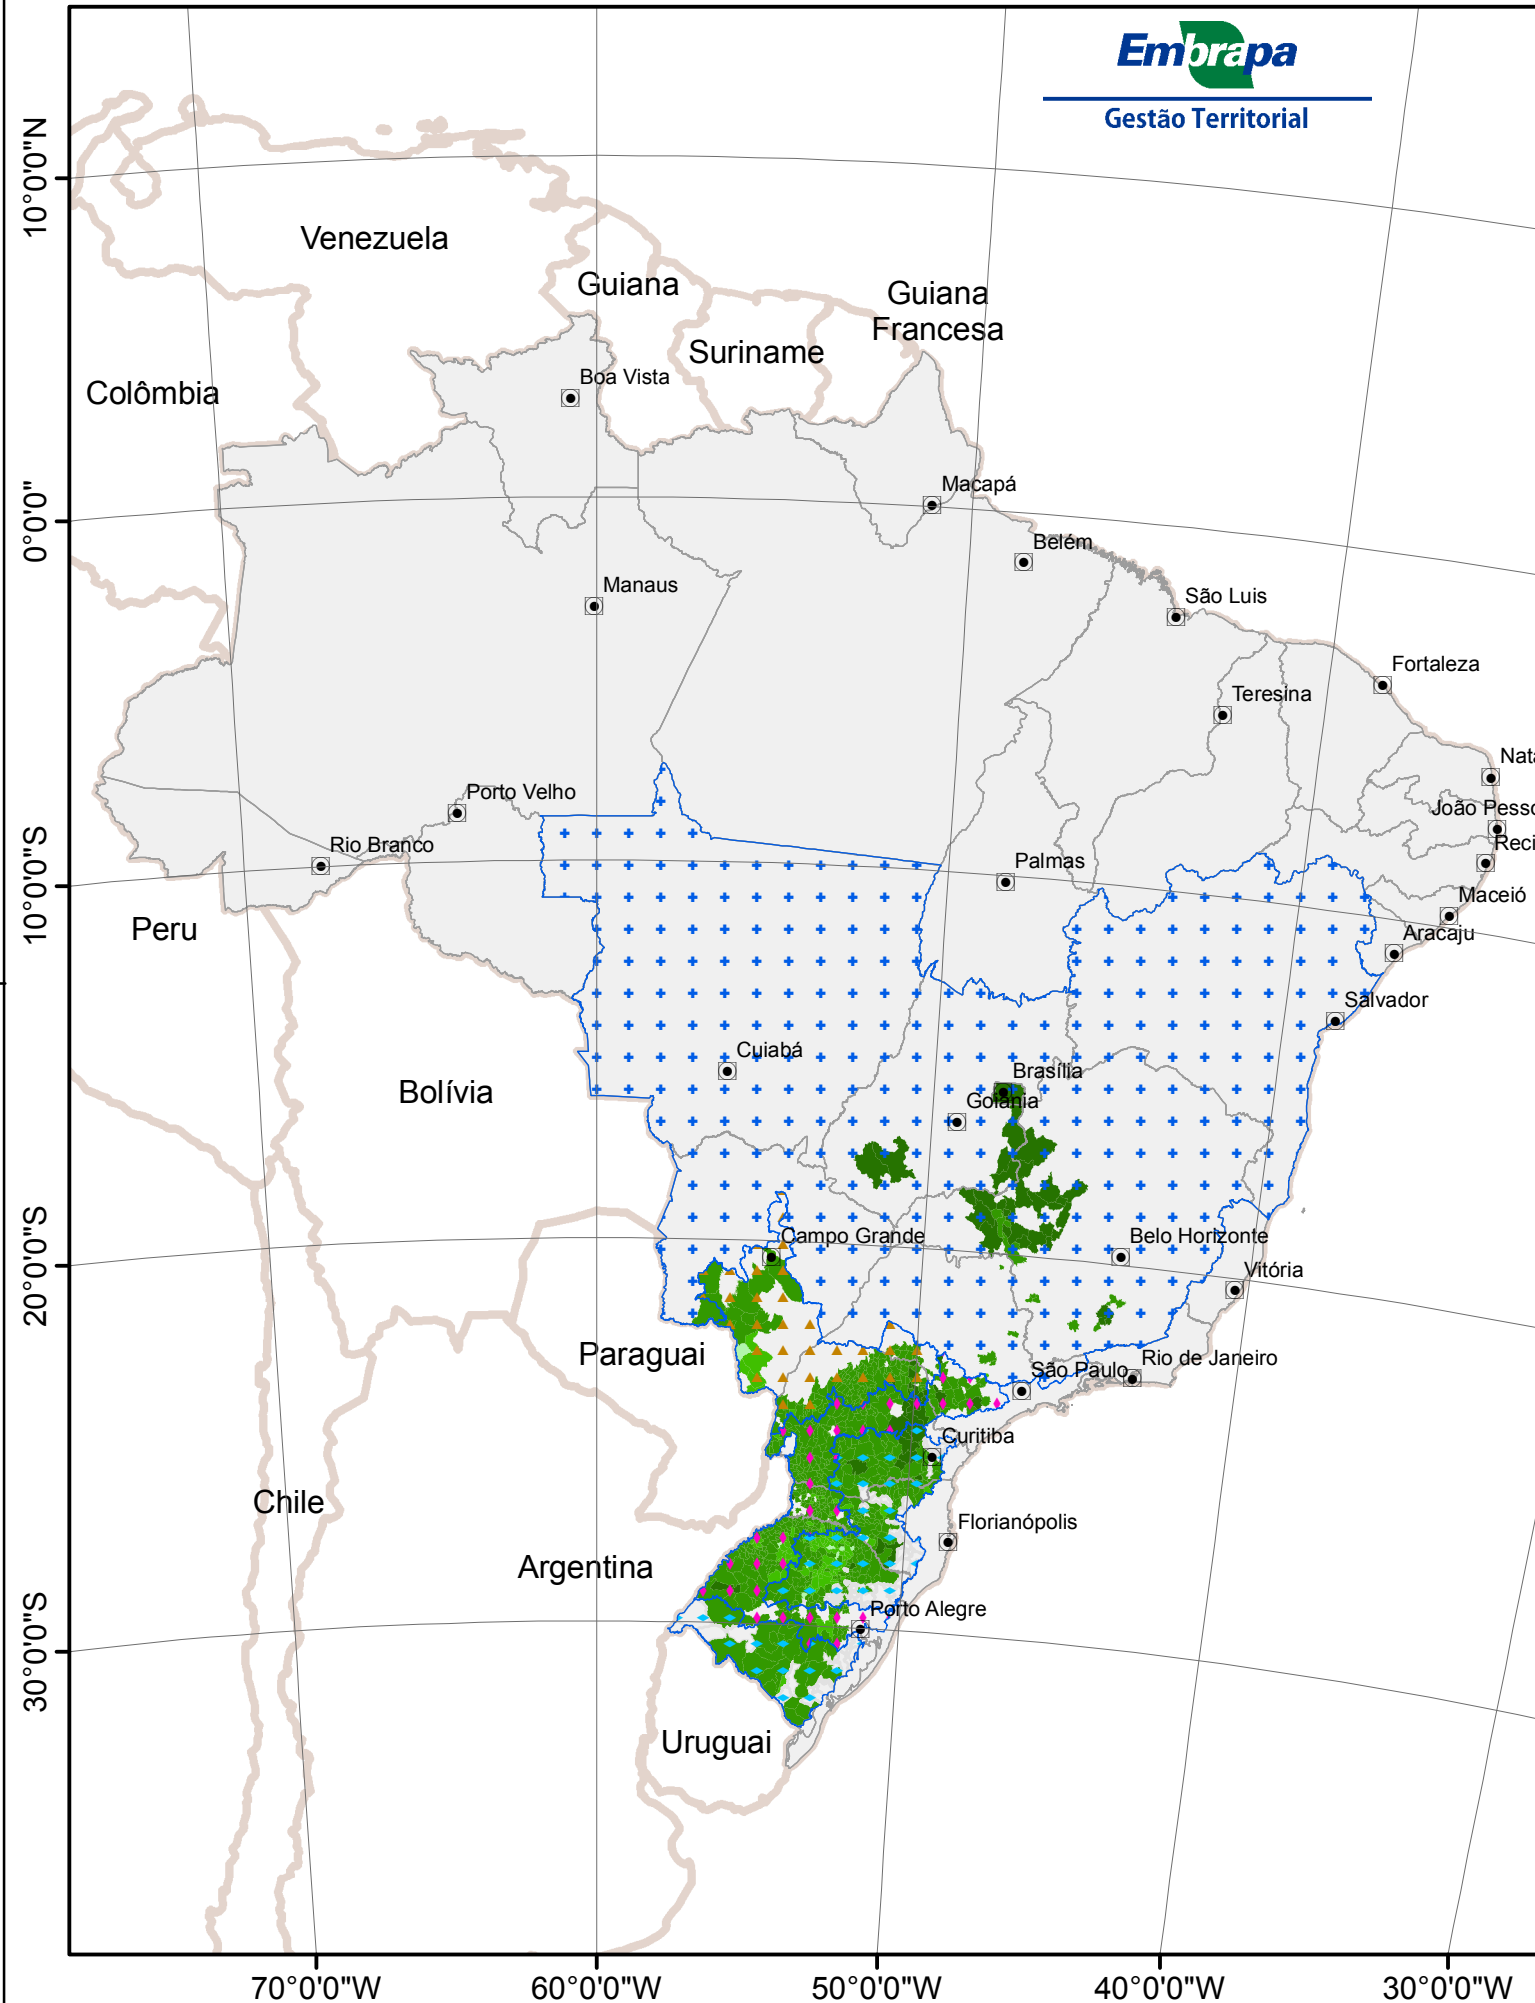 Embrapa
Gestão Territorial
10°0'0"N
Venezuela
Guiana
Guiana
Francesa
Suriname
Boa Vista
Colômbia
Macapá
0°0'0"
Belém
Manaus
São Luis
Fortaleza
Teresina
Nata
Porto Velho
João Pesso
Rio Branco
Reci
Palmas
10°0'0"S
Maceió
Peru
Aracaju
Salvador
Cuiabá
Brasília
Bolívia
Goiânia
Campo Grande
Belo Horizonte
20°0'0"S
Vitória
Paraguai
Rio de Janeiro
São Paulo
Curitiba
Chile
Florianópolis
Argentina
Porto Alegre
30°0'0"S
Uruguai
70°0'0"W
60°0'0"W
50°0'0"W
40°0'0"W
30°0'0"W